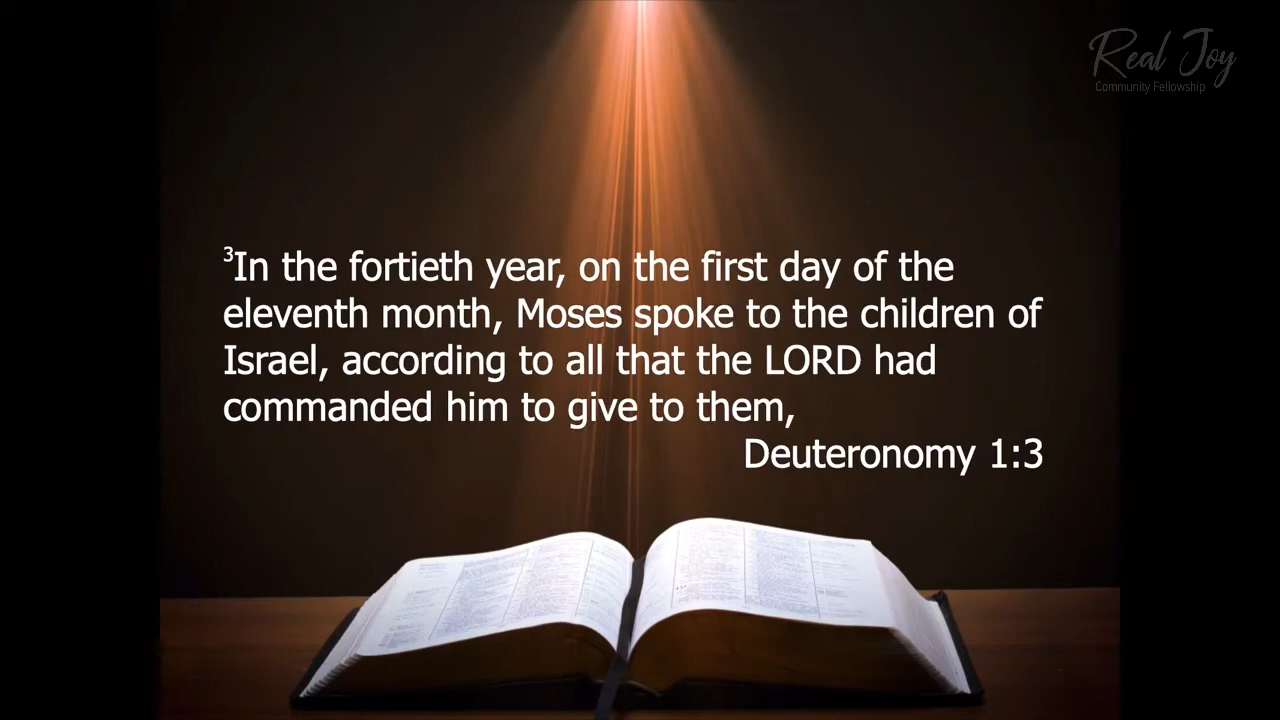 Real Joy
Community Fellowship
³In the fortieth year, on the first day of the
eleventh month, Moses spoke to the children of
Israel, according to all that the LORD had
commanded him to give to them,
Deuteronomy 1:3